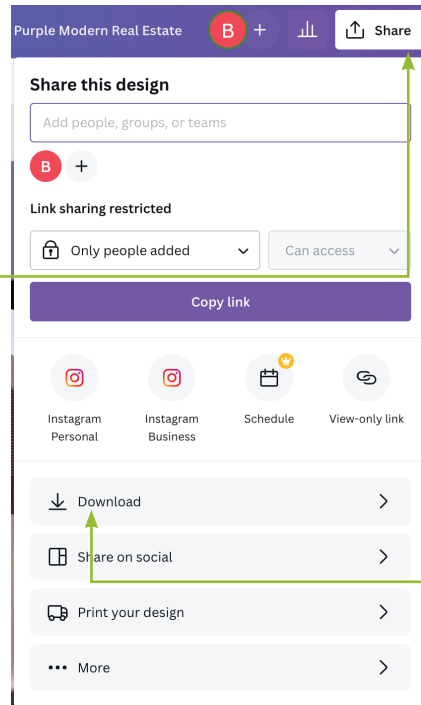 Purple Modern Real Estate
B
+
Share
Share this design
Add people, groups, or teams
B
+
Link sharing restricted
Only people added
Can access
Copy link
Instagram
Personal
Instagram
Business
Schedule
View-only link
Download
Share on social
Print your design
More